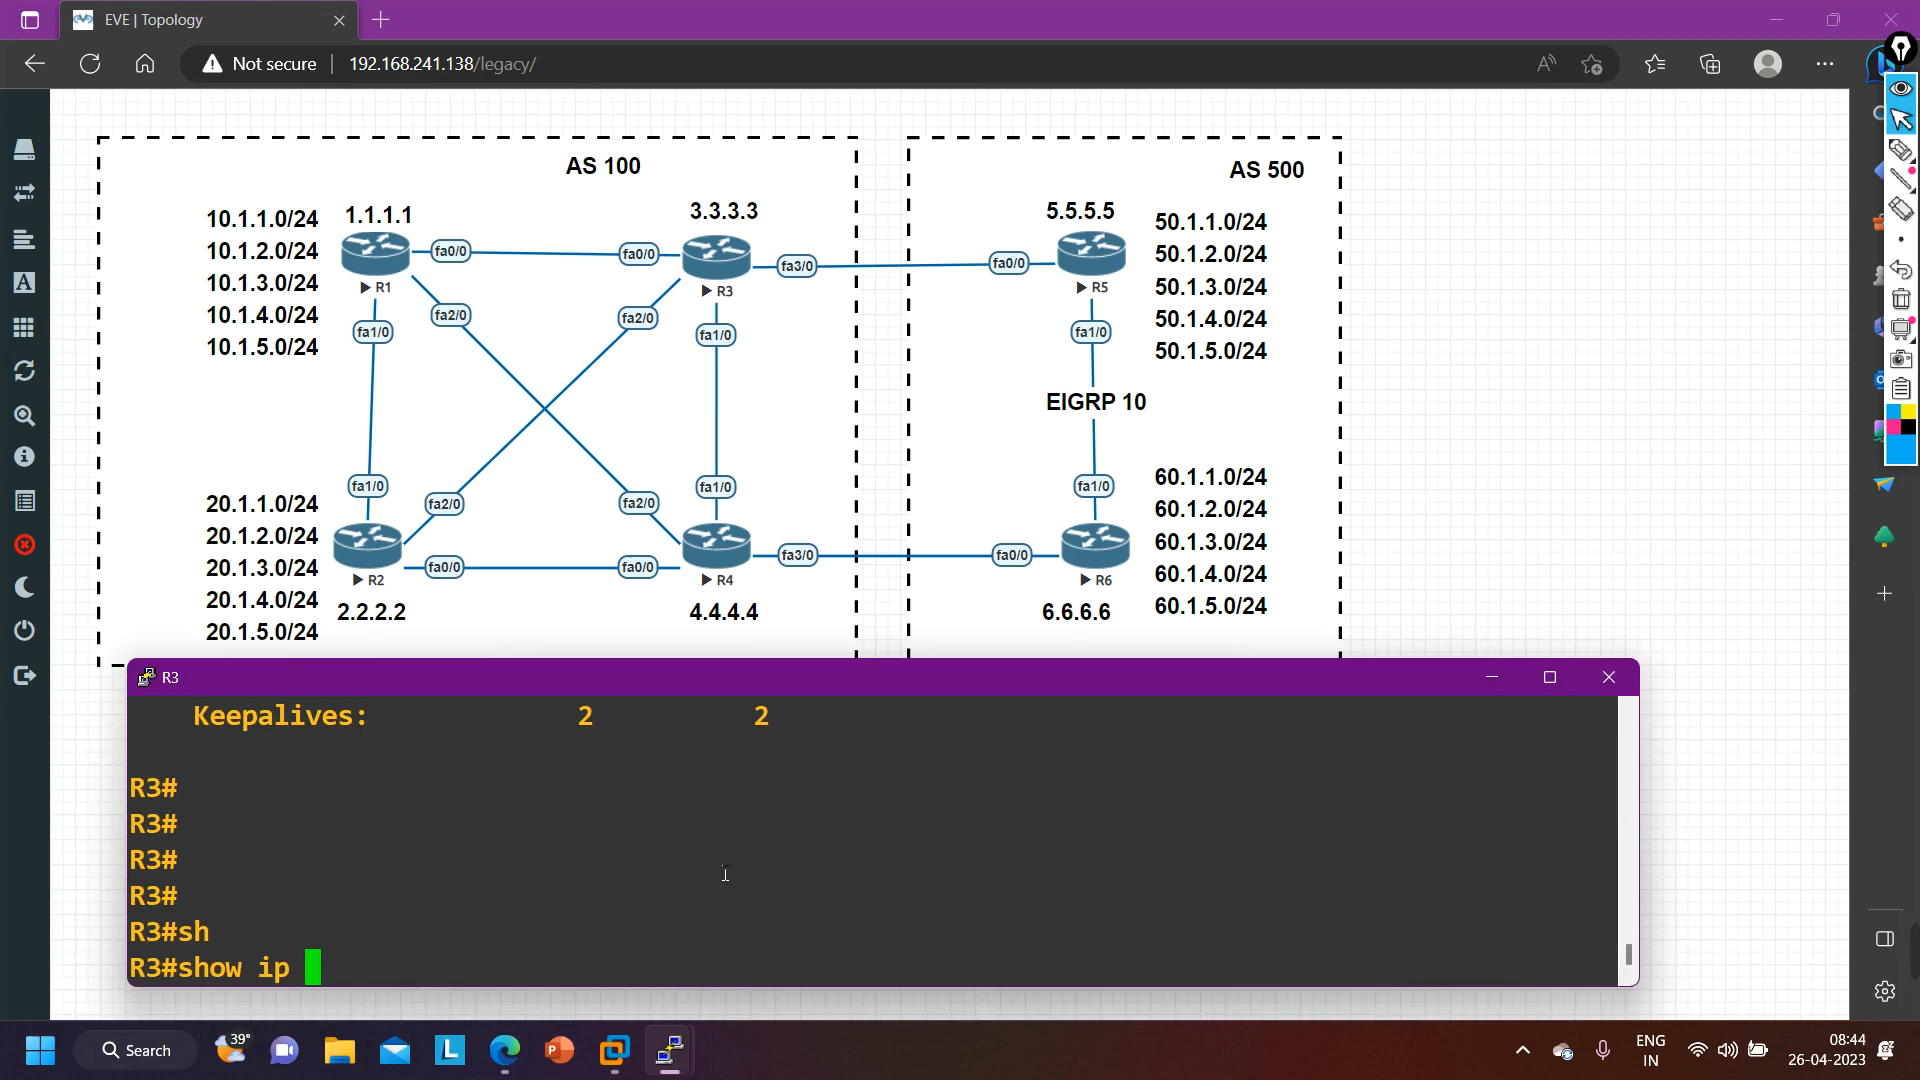 EVE | Topology
Not secure 192.168.241.138/legacy/
AS 100
AS 500
10.1.1.0/24
10.1.2.0/24
10.1.3.0/24
10.1.4.0/24
10.1.5.0/24
1.1.1.1
3.3.3.3
5.5.5.5
50.1.1.0/24
50.1.2.0/24
50.1.3.0/24
50.1.4.0/24
50.1.5.0/24
fa0/0
fa0/0
fa3/0
fa0/0
R1
R3
R5
fa1/0
fa2/0
fa2/0
fa1/0
fa1/0
EIGRP 10
fa1/0
fa2/0
fa2/0
fa1/0
fa1/0
20.1.1.0/24
20.1.2.0/24
20.1.3.0/24
20.1.4.0/24
20.1.5.0/24
60.1.1.0/24
60.1.2.0/24
60.1.3.0/24
60.1.4.0/24
60.1.5.0/24
fa0/0
fa0/0
fa3/0
fa0/0
R2
R4
R6
2.2.2.2
4.4.4.4
6.6.6.6
R3
Keepalives: 2 2
R3#
R3#
R3#
R3#
R3#sh
R3#show ip
39°
Search
ENG
IN
08:44
26-04-2023